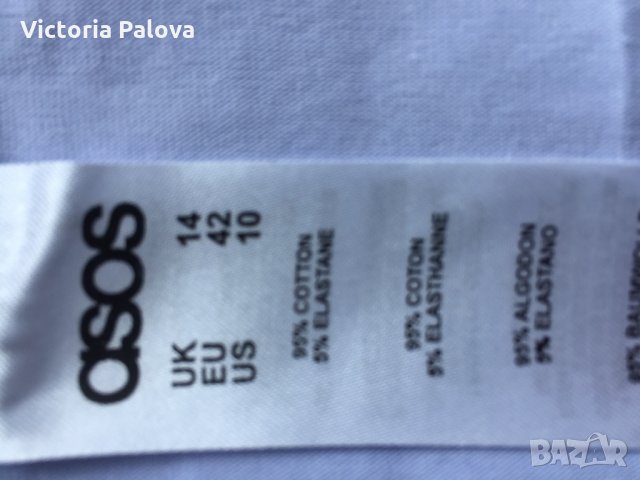 Victoria Palova
asos
UK 14
EU 42
US 10
95% COTTON
5% ELASTANE
95% COTON
5% ELASTHANNE
95% ALGODON
5% ELASTANO
BAZAR